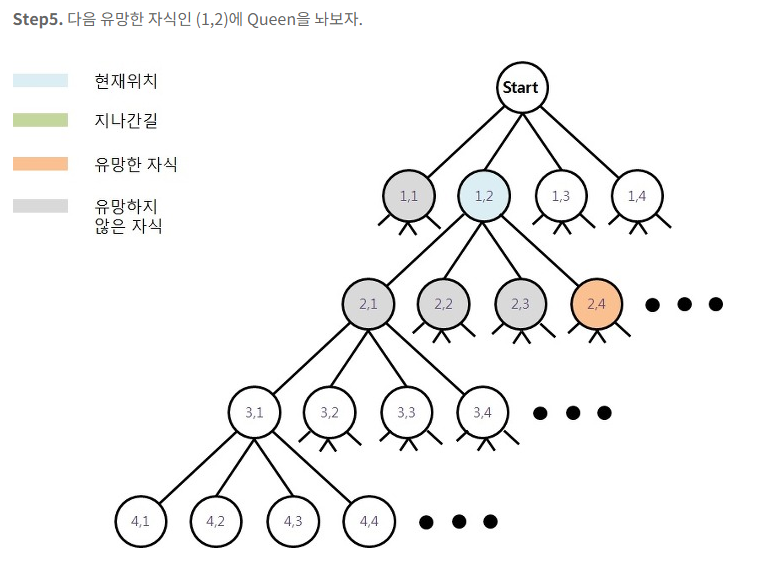 Step5. 다음 유망한 자식인 (1,2)에 Queen을 놔보자.
현재위치
지나간길
유망한 자식
유망하지
않은 자식
Start
1,1 1,2 1,3 1,4
2,1 2,2 2,3 2,4
3,1 3,2 3,3 3,4
4,1 4,2 4,3 4,4